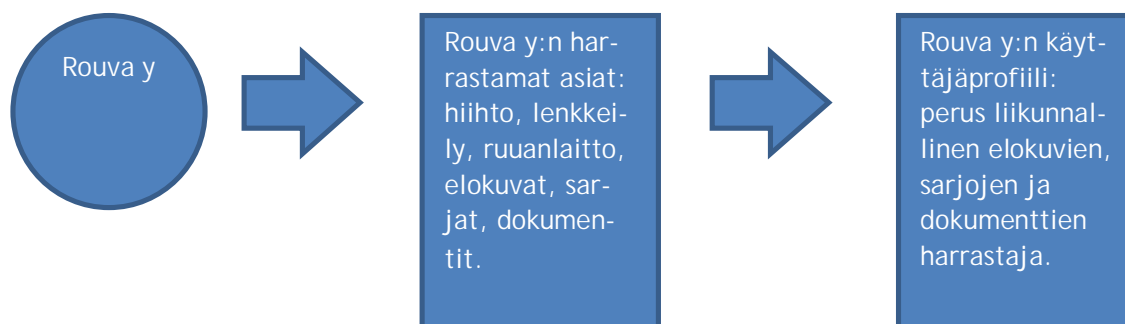 Rouva y
Rouva y:n har-
rastamat asiat:
hiihto, lenkkei-
ly, ruuanlaitto,
elokuvat, sar-
jat, dokumen-
tit.
Rouva y:n käyt-
täjäprofiili:
perus liikunnal-
linen elokuvien,
sarjojen ja
dokumenttien
harrastaja.